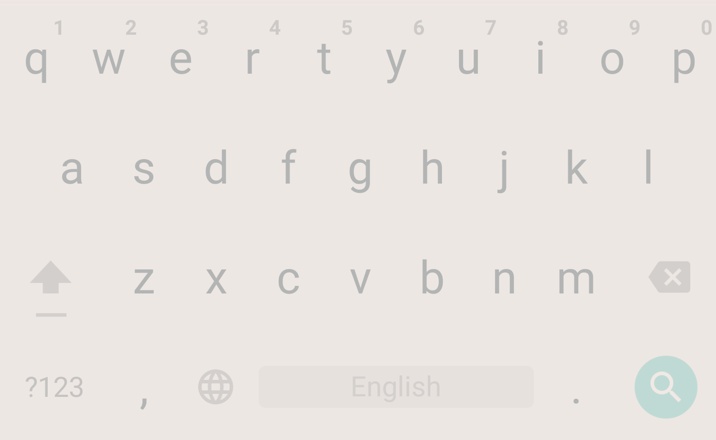 1 2 3 4 5 6 7 8 9 0
q w e r t y u i o p
a s d f g h j k l
z x c v b n m
?123 , English .